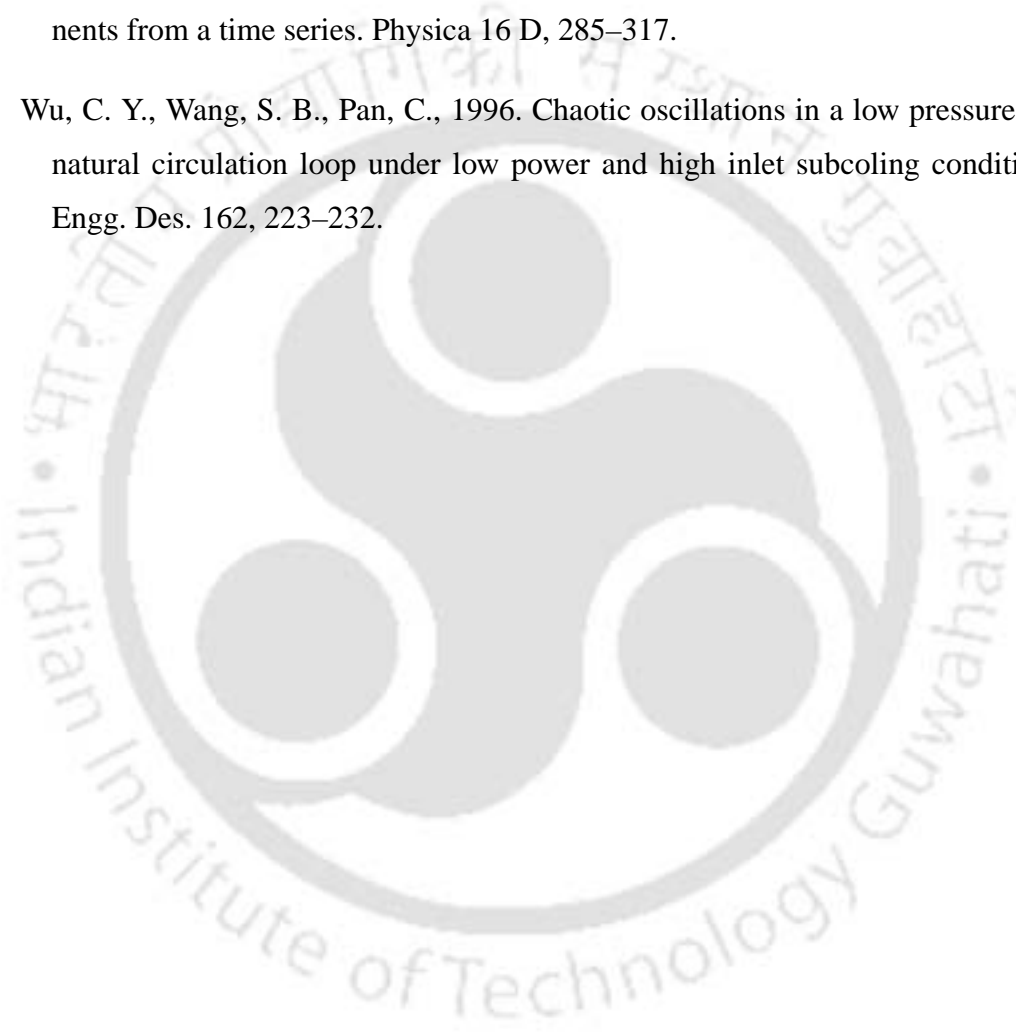 nents from a time series. Physica 16 D, 285–317.
Wu, C. Y., Wang, S. B., Pan, C., 1996. Chaotic oscillations in a low pressure
natural circulation loop under low power and high inlet subcoling conditi
Engg. Des. 162, 223–232.
भारतीय प्रौद्योगिकी संस्थान गुवाहाटी
Indian Institute of Technology Guwahati